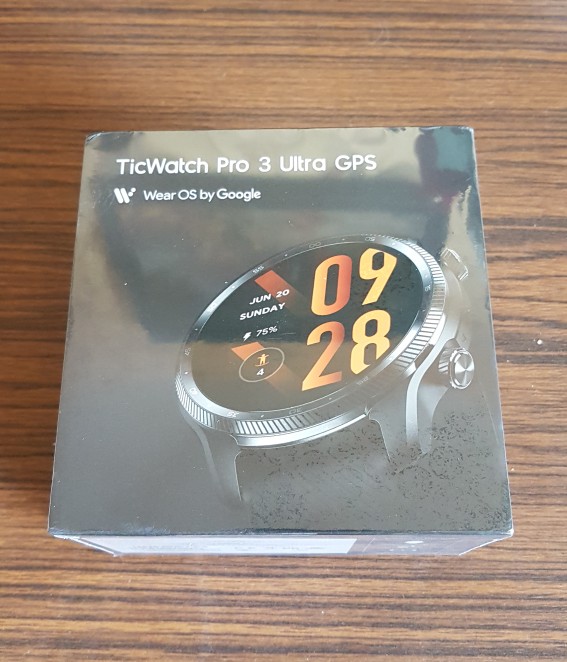 TicWatch Pro 3 Ultra GPS
Wear OS by Google
JUN 20
SUNDAY
75%
4
09
28